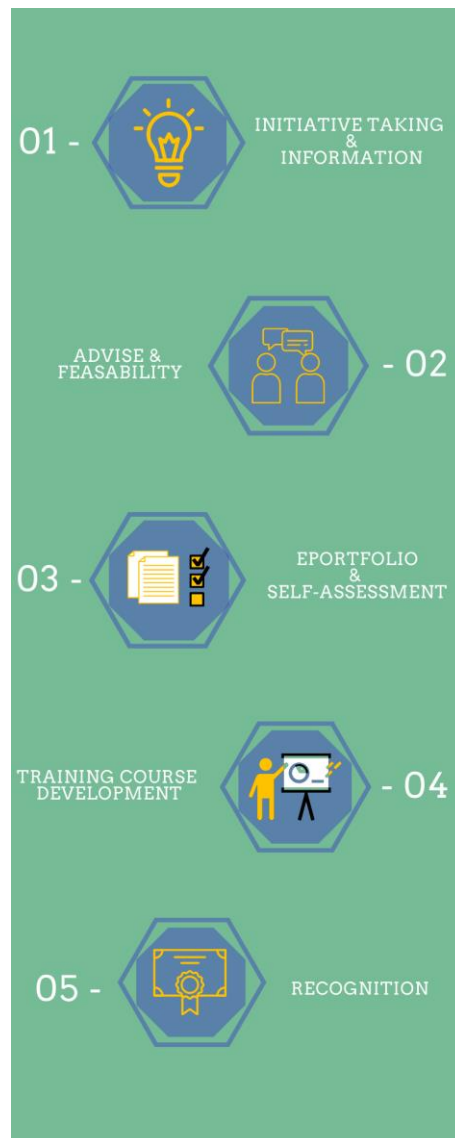 01 -
INITIATIVE TAKING
&
INFORMATION
ADVISE &
FEASABILITY
- 02
03 -
EPORTFOLIO
&
SELF-ASSESSMENT
TRAINING COURSE
DEVELOPMENT
- 04
05 -
RECOGNITION